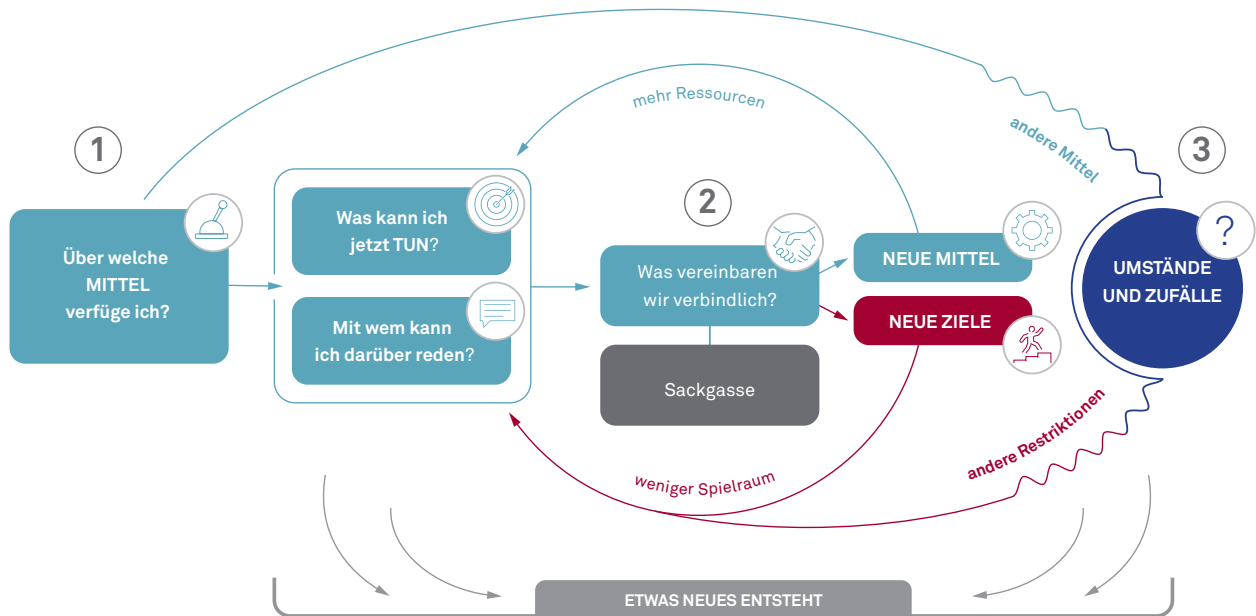 1
Über welche
MITTEL
verfüge ich?
Was kann ich
jetzt TUN?
Mit wem kann
ich darüber reden?
mehr Ressourcen
2
Was vereinbaren
wir verbindlich?
Sackgasse
NEUE MITTEL
NEUE ZIELE
weniger Spielraum
andere Mittel
3
?
UMSTÄNDE
UND ZUFÄLLE
andere Restriktionen
ETWAS NEUES ENTSTEHT